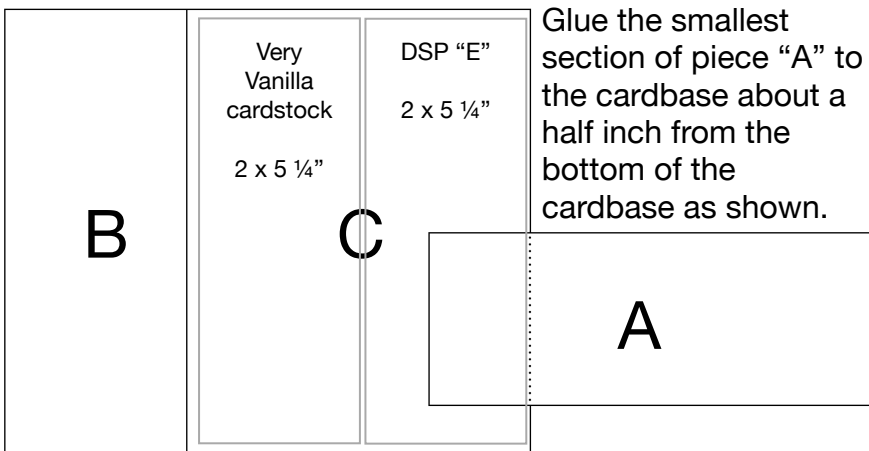 Glue the smallest
section of piece “A” to
the cardbase about a
half inch from the
bottom of the
cardbase as shown.
Very
Vanilla
cardstock
2 x 5 ¼”
DSP “E”
2 x 5 ¼”
B
C
A